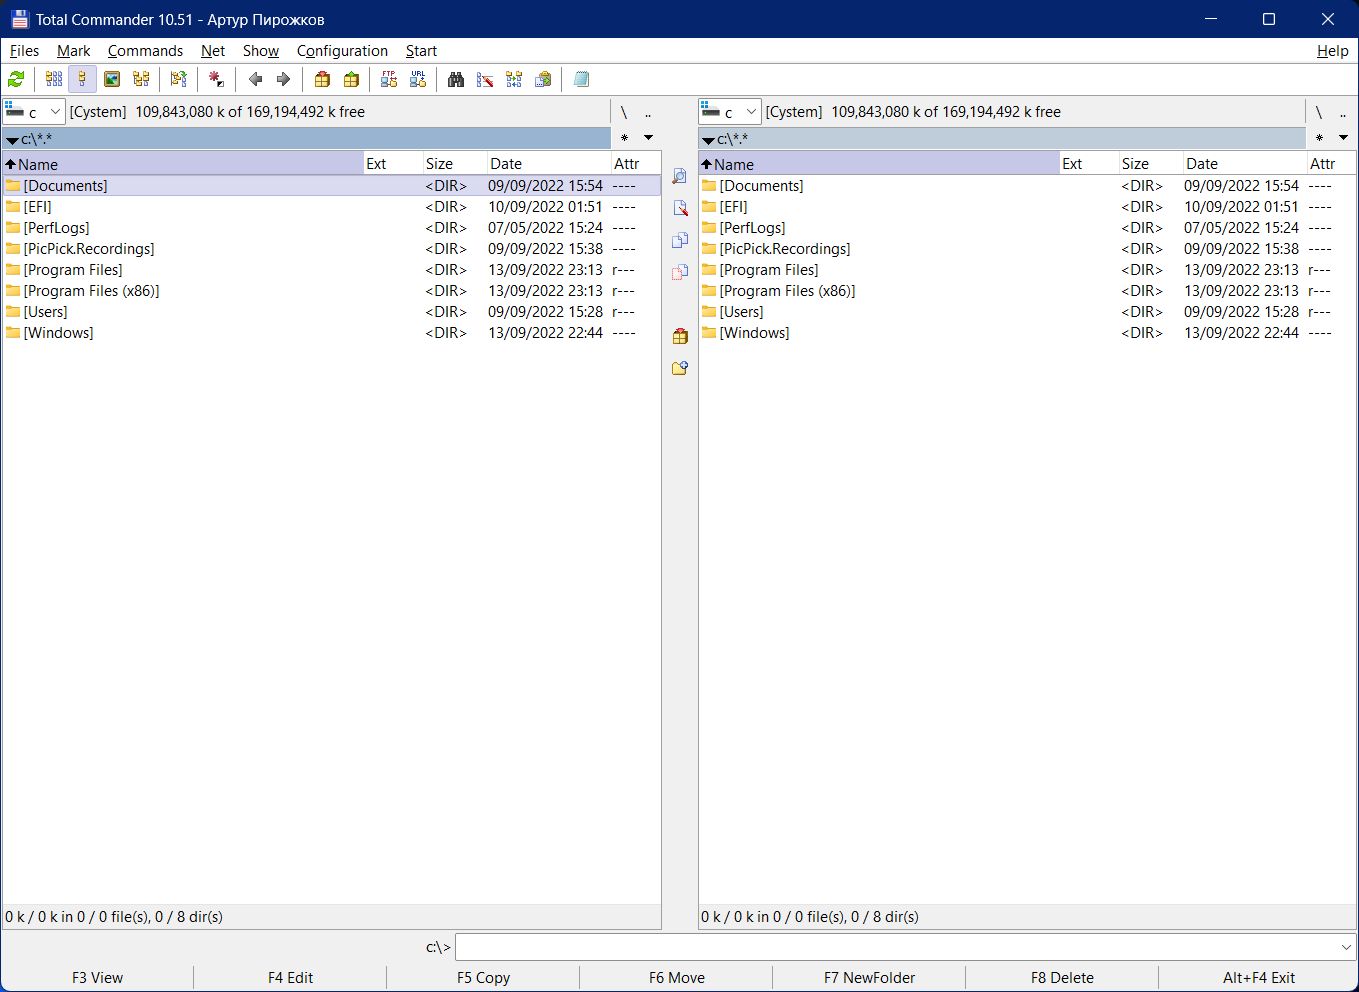 Total Commander 10.51 - Артур Пирожков
Files Mark Commands Net Show Configuration Start Help
FTP URL
c [Cystem] 109,843,080 k of 169,194,492 k free \ ..
c:\*.* *
Name Ext Size Date Attr
[Documents] <DIR> 09/09/2022 15:54 ----
[EFI] <DIR> 10/09/2022 01:51 ----
[PerfLogs] <DIR> 07/05/2022 15:24 ----
[PicPick.Recordings] <DIR> 09/09/2022 15:38 ----
[Program Files] <DIR> 13/09/2022 23:13 r---
[Program Files (x86)] <DIR> 13/09/2022 23:13 r---
[Users] <DIR> 09/09/2022 15:28 r---
[Windows] <DIR> 13/09/2022 22:44 ----
0 k / 0 k in 0 / 0 file(s), 0 / 8 dir(s)
c [Cystem] 109,843,080 k of 169,194,492 k free \ ..
c:\*.* *
Name Ext Size Date Attr
[Documents] <DIR> 09/09/2022 15:54 ----
[EFI] <DIR> 10/09/2022 01:51 ----
[PerfLogs] <DIR> 07/05/2022 15:24 ----
[PicPick.Recordings] <DIR> 09/09/2022 15:38 ----
[Program Files] <DIR> 13/09/2022 23:13 r---
[Program Files (x86)] <DIR> 13/09/2022 23:13 r---
[Users] <DIR> 09/09/2022 15:28 r---
[Windows] <DIR> 13/09/2022 22:44 ----
0 k / 0 k in 0 / 0 file(s), 0 / 8 dir(s)
c:\>
F3 View F4 Edit F5 Copy F6 Move F7 NewFolder F8 Delete Alt+F4 Exit